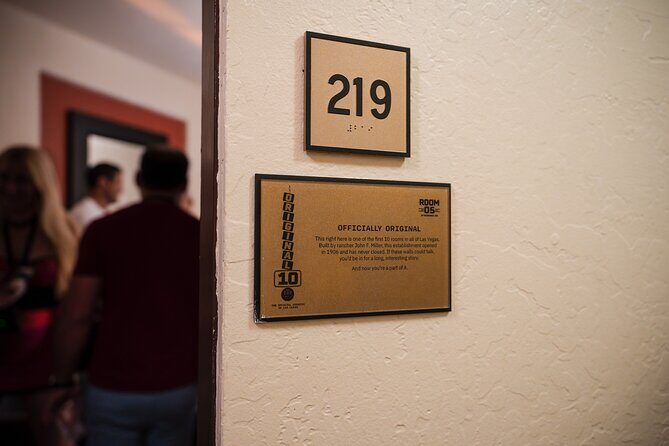 219
ORIGINAL
10
ROOM
05
OFFICIALLY ORIGINAL
This right here is one of the first 10 rooms in all of Las Vegas.
Built by rancher John F. Miller, this establishment opened
in 1906 and has never closed. If these walls could talk,
you'd be in for a long, interesting story.
And now you're a part of it.